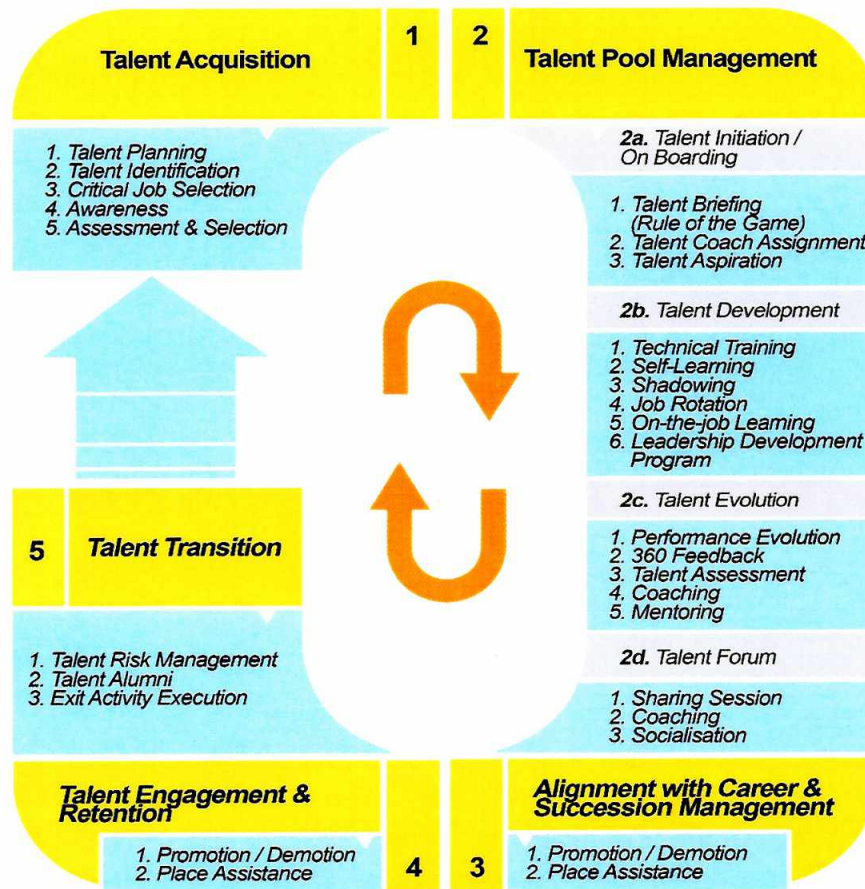 Talent Acquisition
1
1. Talent Planning
2. Talent Identification
3. Critical Job Selection
4. Awareness
5. Assessment & Selection
2
Talent Pool Management
2a. Talent Initiation /
On Boarding
1. Talent Briefing
(Rule of the Game)
2. Talent Coach Assignment
3. Talent Aspiration
2b. Talent Development
1. Technical Training
2. Self-Learning
3. Shadowing
4. Job Rotation
5. On-the-job Learning
6. Leadership Development
Program
2c. Talent Evolution
1. Performance Evolution
2. 360 Feedback
3. Talent Assessment
4. Coaching
5. Mentoring
2d. Talent Forum
1. Sharing Session
2. Coaching
3. Socialisation
Alignment with Career &
Succession Management
3
1. Promotion / Demotion
2. Place Assistance
Talent Engagement &
Retention
4
1. Promotion / Demotion
2. Place Assistance
5
Talent Transition
1. Talent Risk Management
2. Talent Alumni
3. Exit Activity Execution